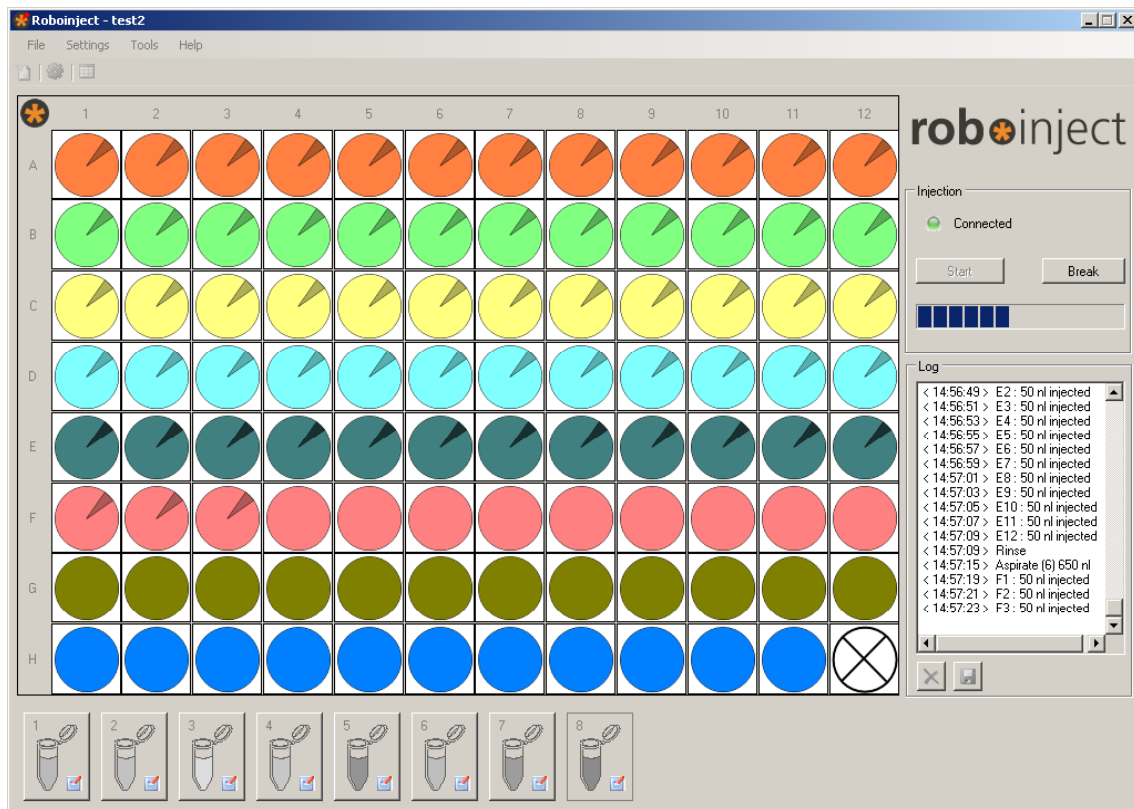 Roboinject - test2
File Settings Tools Help
1 2 3 4 5 6 7 8 9 10 11 12
A
B
C
D
E
F
G
H
roboinject
Injection
Connected
Start Break
Log
< 14:56:49 > E2 : 50 nl injected
< 14:56:51 > E3 : 50 nl injected
< 14:56:53 > E4 : 50 nl injected
< 14:56:55 > E5 : 50 nl injected
< 14:56:57 > E6 : 50 nl injected
< 14:56:59 > E7 : 50 nl injected
< 14:57:01 > E8 : 50 nl injected
< 14:57:03 > E9 : 50 nl injected
< 14:57:05 > E10 : 50 nl injected
< 14:57:07 > E11 : 50 nl injected
< 14:57:09 > E12 : 50 nl injected
< 14:57:09 > Rinse
< 14:57:15 > Aspirate (6) 650 nl
< 14:57:19 > F1 : 50 nl injected
< 14:57:21 > F2 : 50 nl injected
< 14:57:23 > F3 : 50 nl injected
1 2 3 4 5 6 7 8